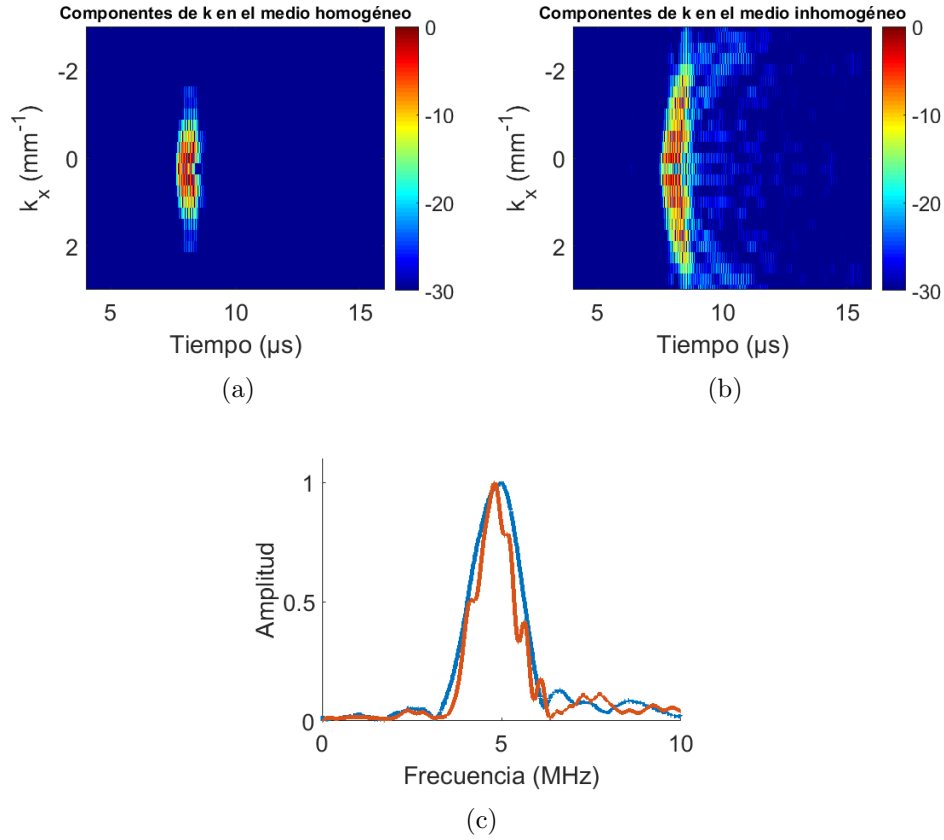 Componentes de k en el medio homogéneo
-2
0
2
k_x (mm^-1)
5
10
15
Tiempo (µs)
0
-10
-20
-30
(a)
Componentes de k en el medio inhomogéneo
-2
0
2
k_x (mm^-1)
5
10
15
Tiempo (µs)
0
-10
-20
-30
(b)
1
0.5
0
Amplitud
0
5
10
Frecuencia (MHz)
(c)